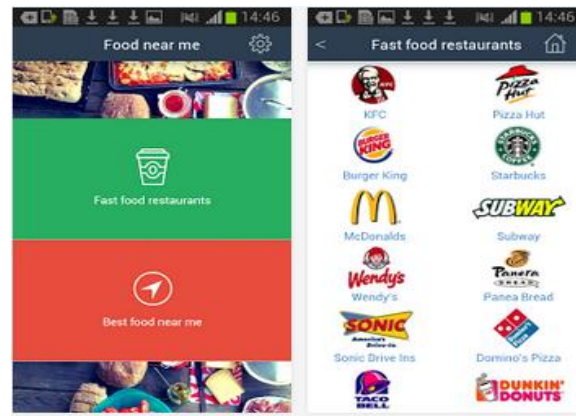 14:46
Food near me
Fast food restaurants
Best food near me
14:46
< Fast food restaurants
KFC
KFC
Pizza Hut
Pizza Hut
BURGER KING
Burger King
STARBUCKS COFFEE
Starbucks
M
McDonalds
SUBWAY
Subway
Wendy's
Wendy's
Panera
BREAD
Panea Bread
SONIC
America's Drive-In
Sonic Drive Ins
Domino's Pizza
Domino's Pizza
TACO
BELL
DUNKIN'
DONUTS